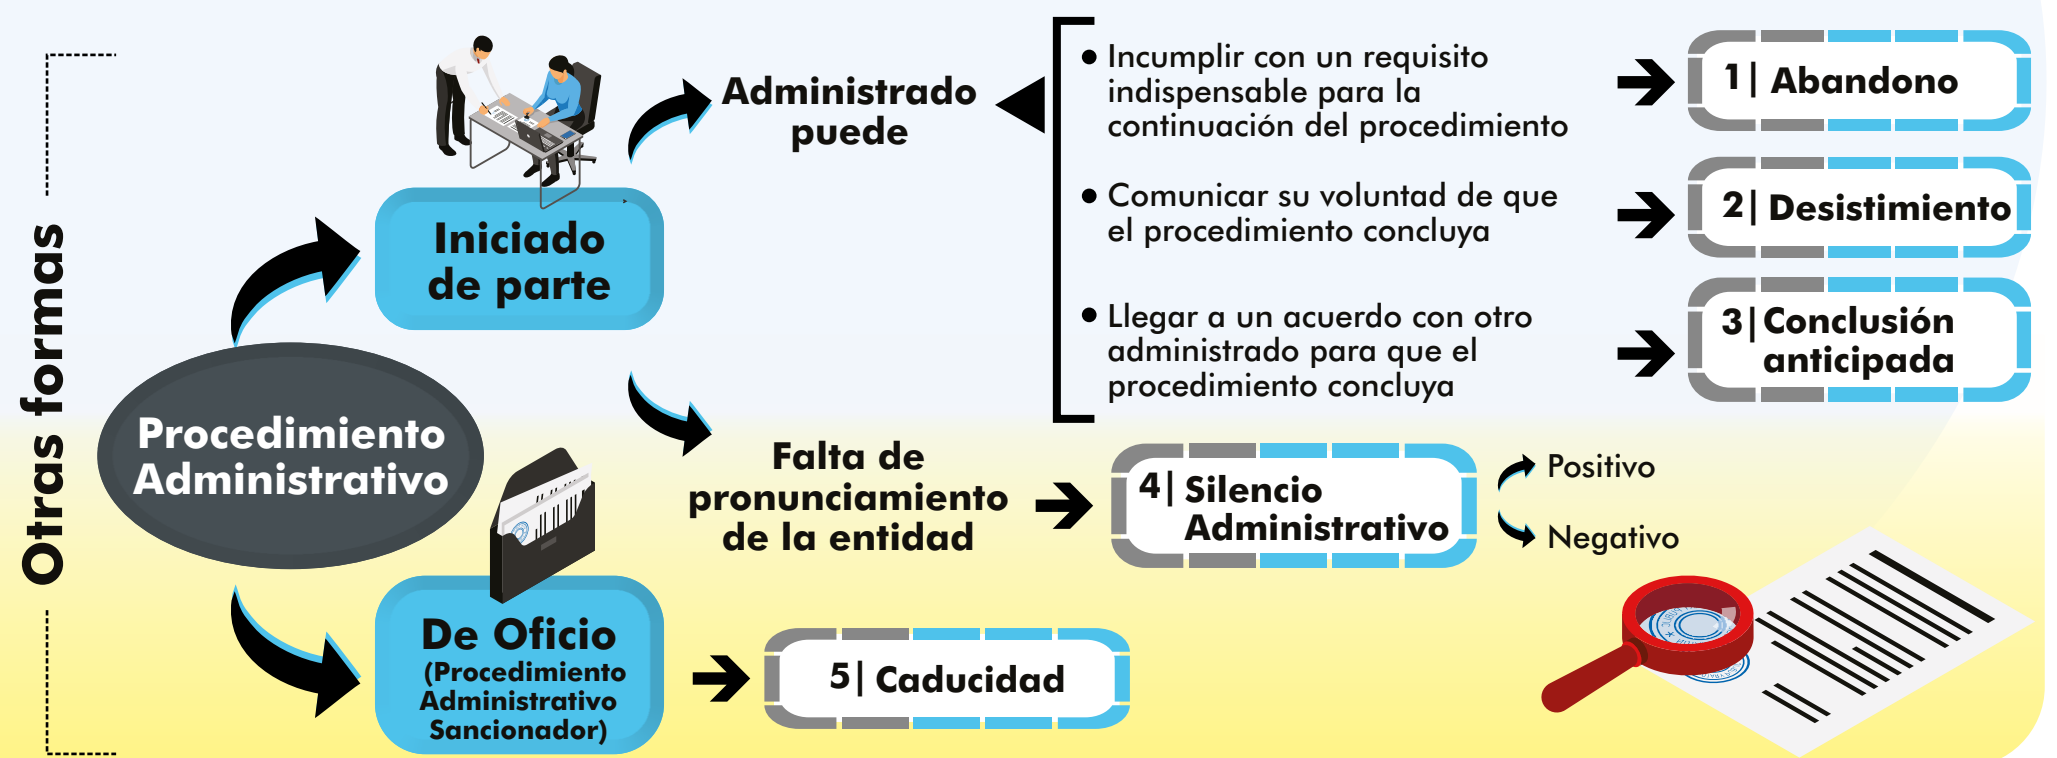 Otras formas
Procedimiento
Administrativo
Iniciado
de parte
Administrado
puede
• Incumplir con un requisito
indispensable para la
continuación del procedimiento
1| Abandono
• Comunicar su voluntad de que
el procedimiento concluya
2| Desistimiento
• Llegar a un acuerdo con otro
administrado para que el
procedimiento concluya
3| Conclusión
anticipada
Falta de
pronunciamiento
de la entidad
4| Silencio
Administrativo
Positivo
Negativo
De Oficio
(Procedimiento
Administrativo
Sancionador)
5| Caducidad